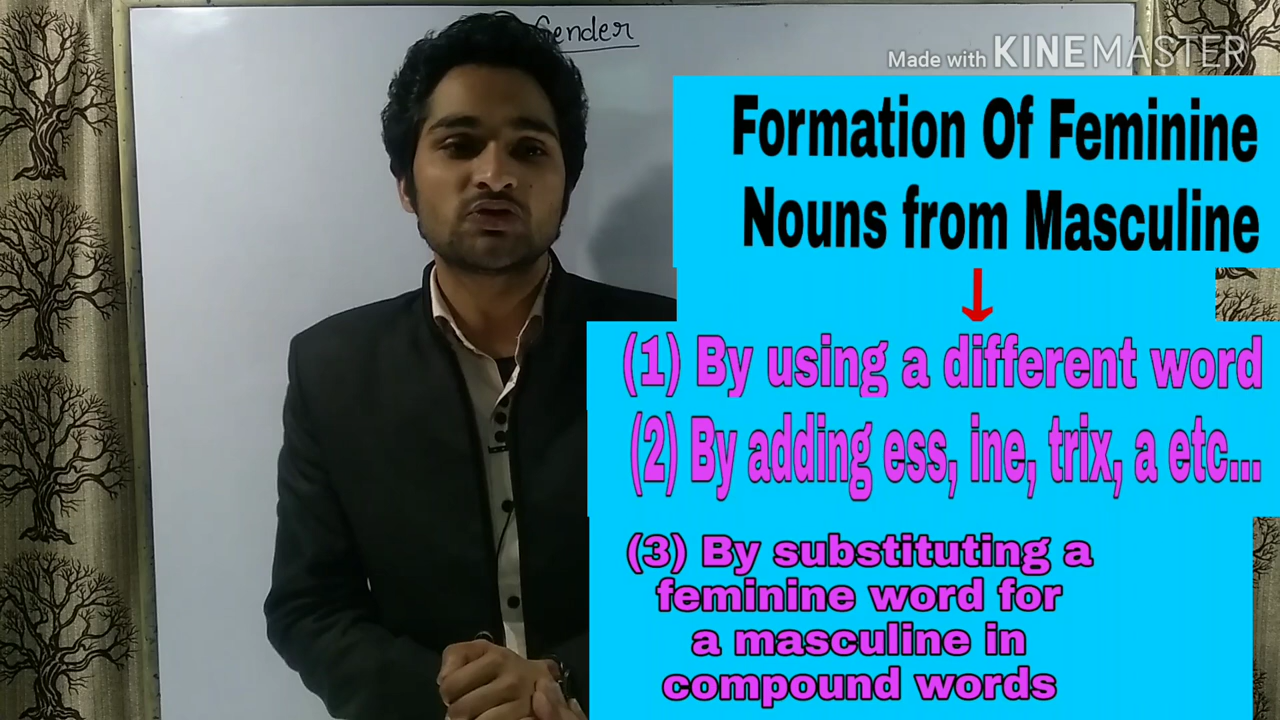 Gender
Made with KINEMASTER
Formation Of Feminine
Nouns from Masculine
(1) By using a different word
(2) By adding ess, ine, trix, a etc...
(3) By substituting a
feminine word for
a masculine in
compound words